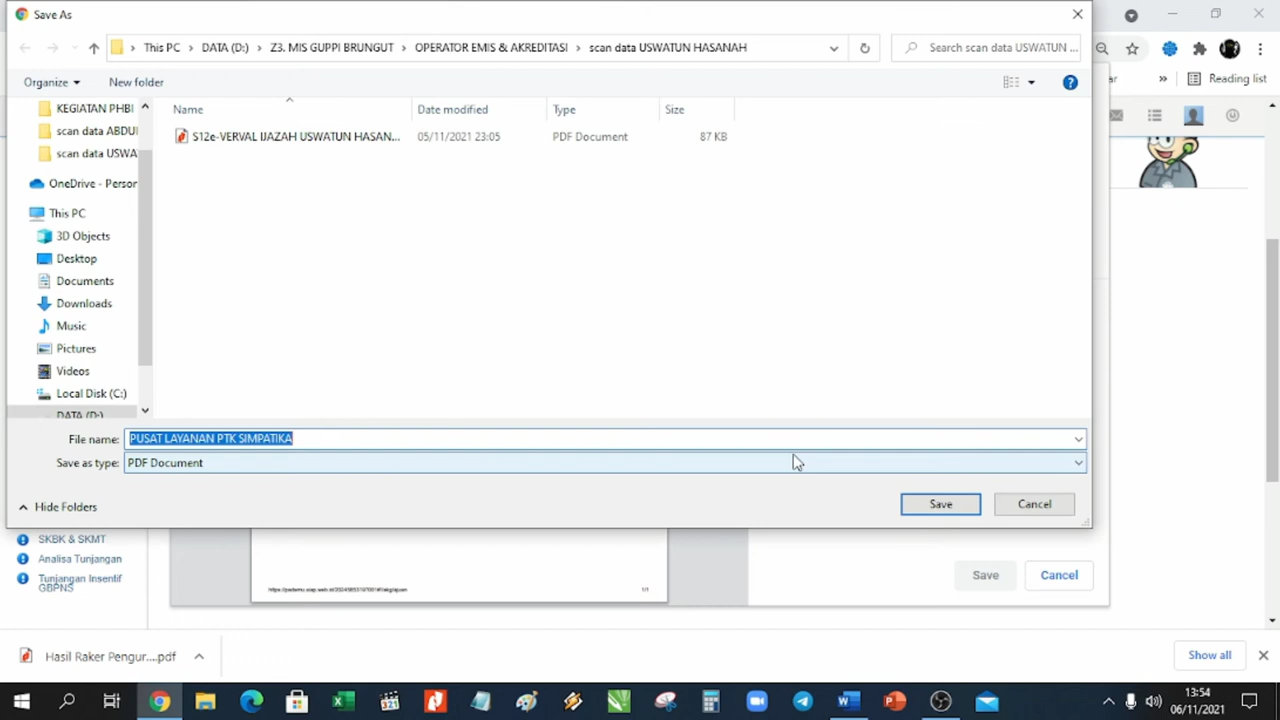 Save As
This PC > DATA (D:) > Z3. MIS GUPPI BRUNGUT > OPERATOR EMIS & AKREDITASI > scan data USWATUN HASANAH
Search scan data USWATUN ...
Organize
New folder
Reading list
Name
Date modified
Type
Size
S12e-VERVAL IJAZAH USWATUN HASAN...
05/11/2021 23:05
PDF Document
87 KB
KEGIATAN PHBI
scan data ABDU
scan data USWA
OneDrive - Person
This PC
3D Objects
Desktop
Documents
Downloads
Music
Pictures
Videos
Local Disk (C:)
DATA (D:)
File name: PUSAT LAYANAN PTK SIMPATIKA
Save as type: PDF Document
Hide Folders
Save
Cancel
SKBK & SKMT
Analisa Tunjangan
Tunjangan Insentif
GBPNS
1/1
Save
Cancel
Hasil Raker Pengur....pdf
Show all
13:54
06/11/2021